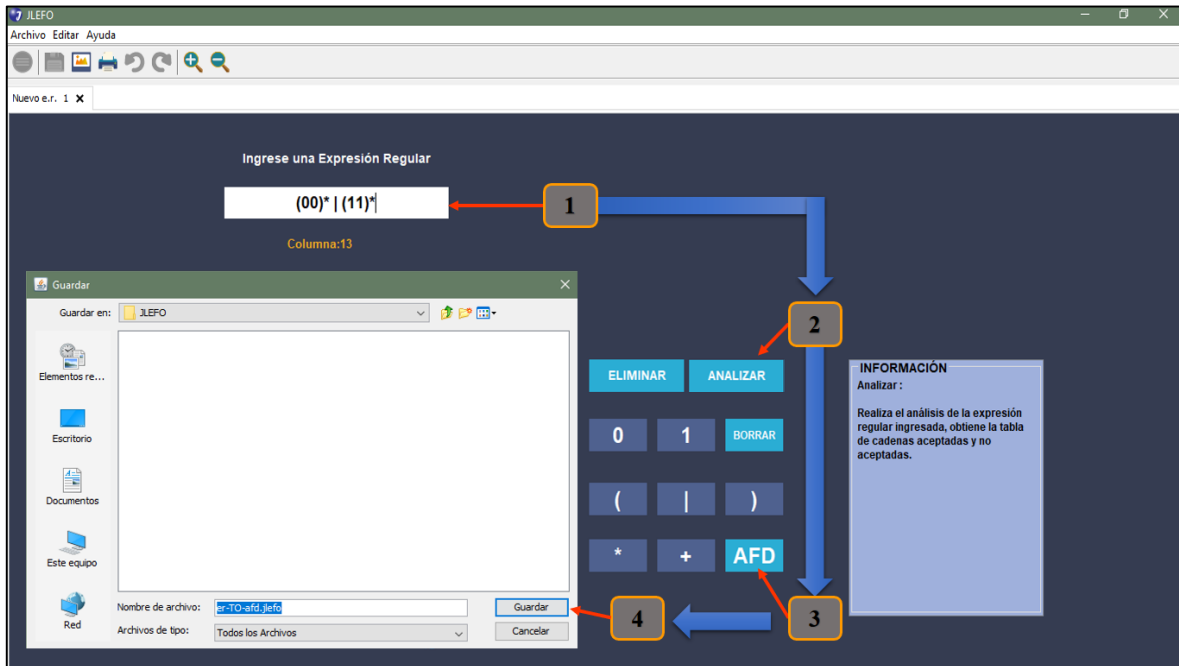 JLEFO
Archivo Editar Ayuda
Nuevo e.r. 1
Ingrese una Expresión Regular
(00)* | (11)*
1
Columna:13
Guardar
Guardar en: JLEFO
Elementos re...
Escritorio
Documentos
Este equipo
Red
Nombre de archivo: er-TO-afd.jlefo Guardar
Archivos de tipo: Todos los Archivos Cancelar
2
ELIMINAR ANALIZAR
0 1 BORRAR
( | )
* + AFD
4
3
INFORMACIÓN
Analizar :
Realiza el análisis de la expresión
regular ingresada, obtiene la tabla
de cadenas aceptadas y no
aceptadas.